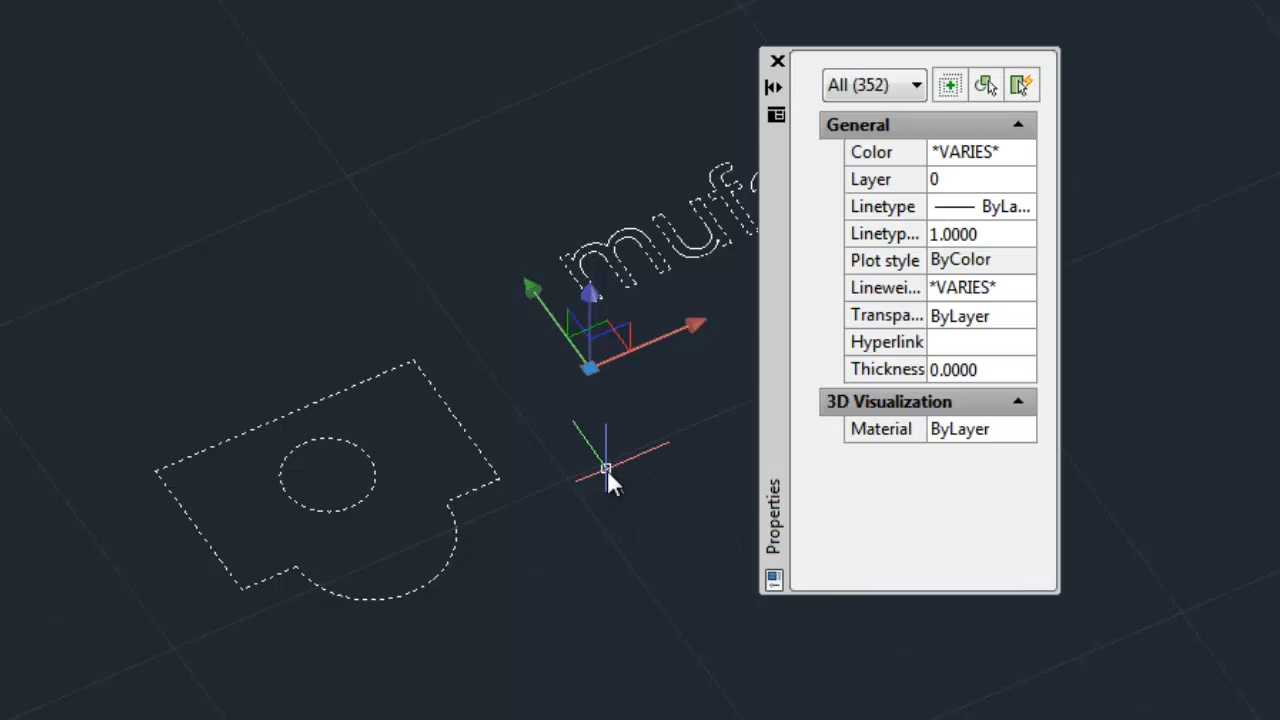 All (352)
General
Color *VARIES*
Layer 0
Linetype ByLa...
Linetyp... 1.0000
Plot style ByColor
Linewei... *VARIES*
Transpa... ByLayer
Hyperlink
Thickness 0.0000
3D Visualization
Material ByLayer
Properties
muf